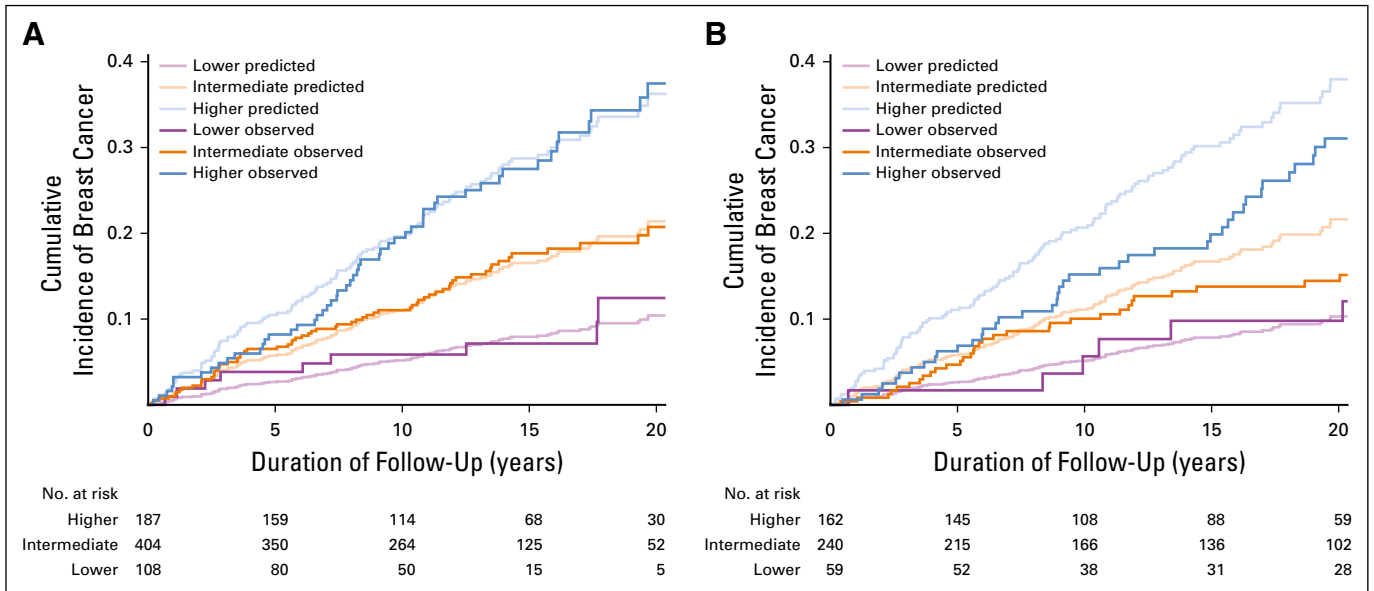 A
Cumulative
Incidence of Breast Cancer
0.4
0.3
0.2
0.1
Lower predicted
Intermediate predicted
Higher predicted
Lower observed
Intermediate observed
Higher observed
0 5 10 15 20
Duration of Follow-Up (years)
No. at risk
Higher 187 159 114 68 30
Intermediate 404 350 264 125 52
Lower 108 80 50 15 5
B
Cumulative
Incidence of Breast Cancer
0.4
0.3
0.2
0.1
Lower predicted
Intermediate predicted
Higher predicted
Lower observed
Intermediate observed
Higher observed
0 5 10 15 20
Duration of Follow-Up (years)
No. at risk
Higher 162 145 108 88 59
Intermediate 240 215 166 136 102
Lower 59 52 38 31 28